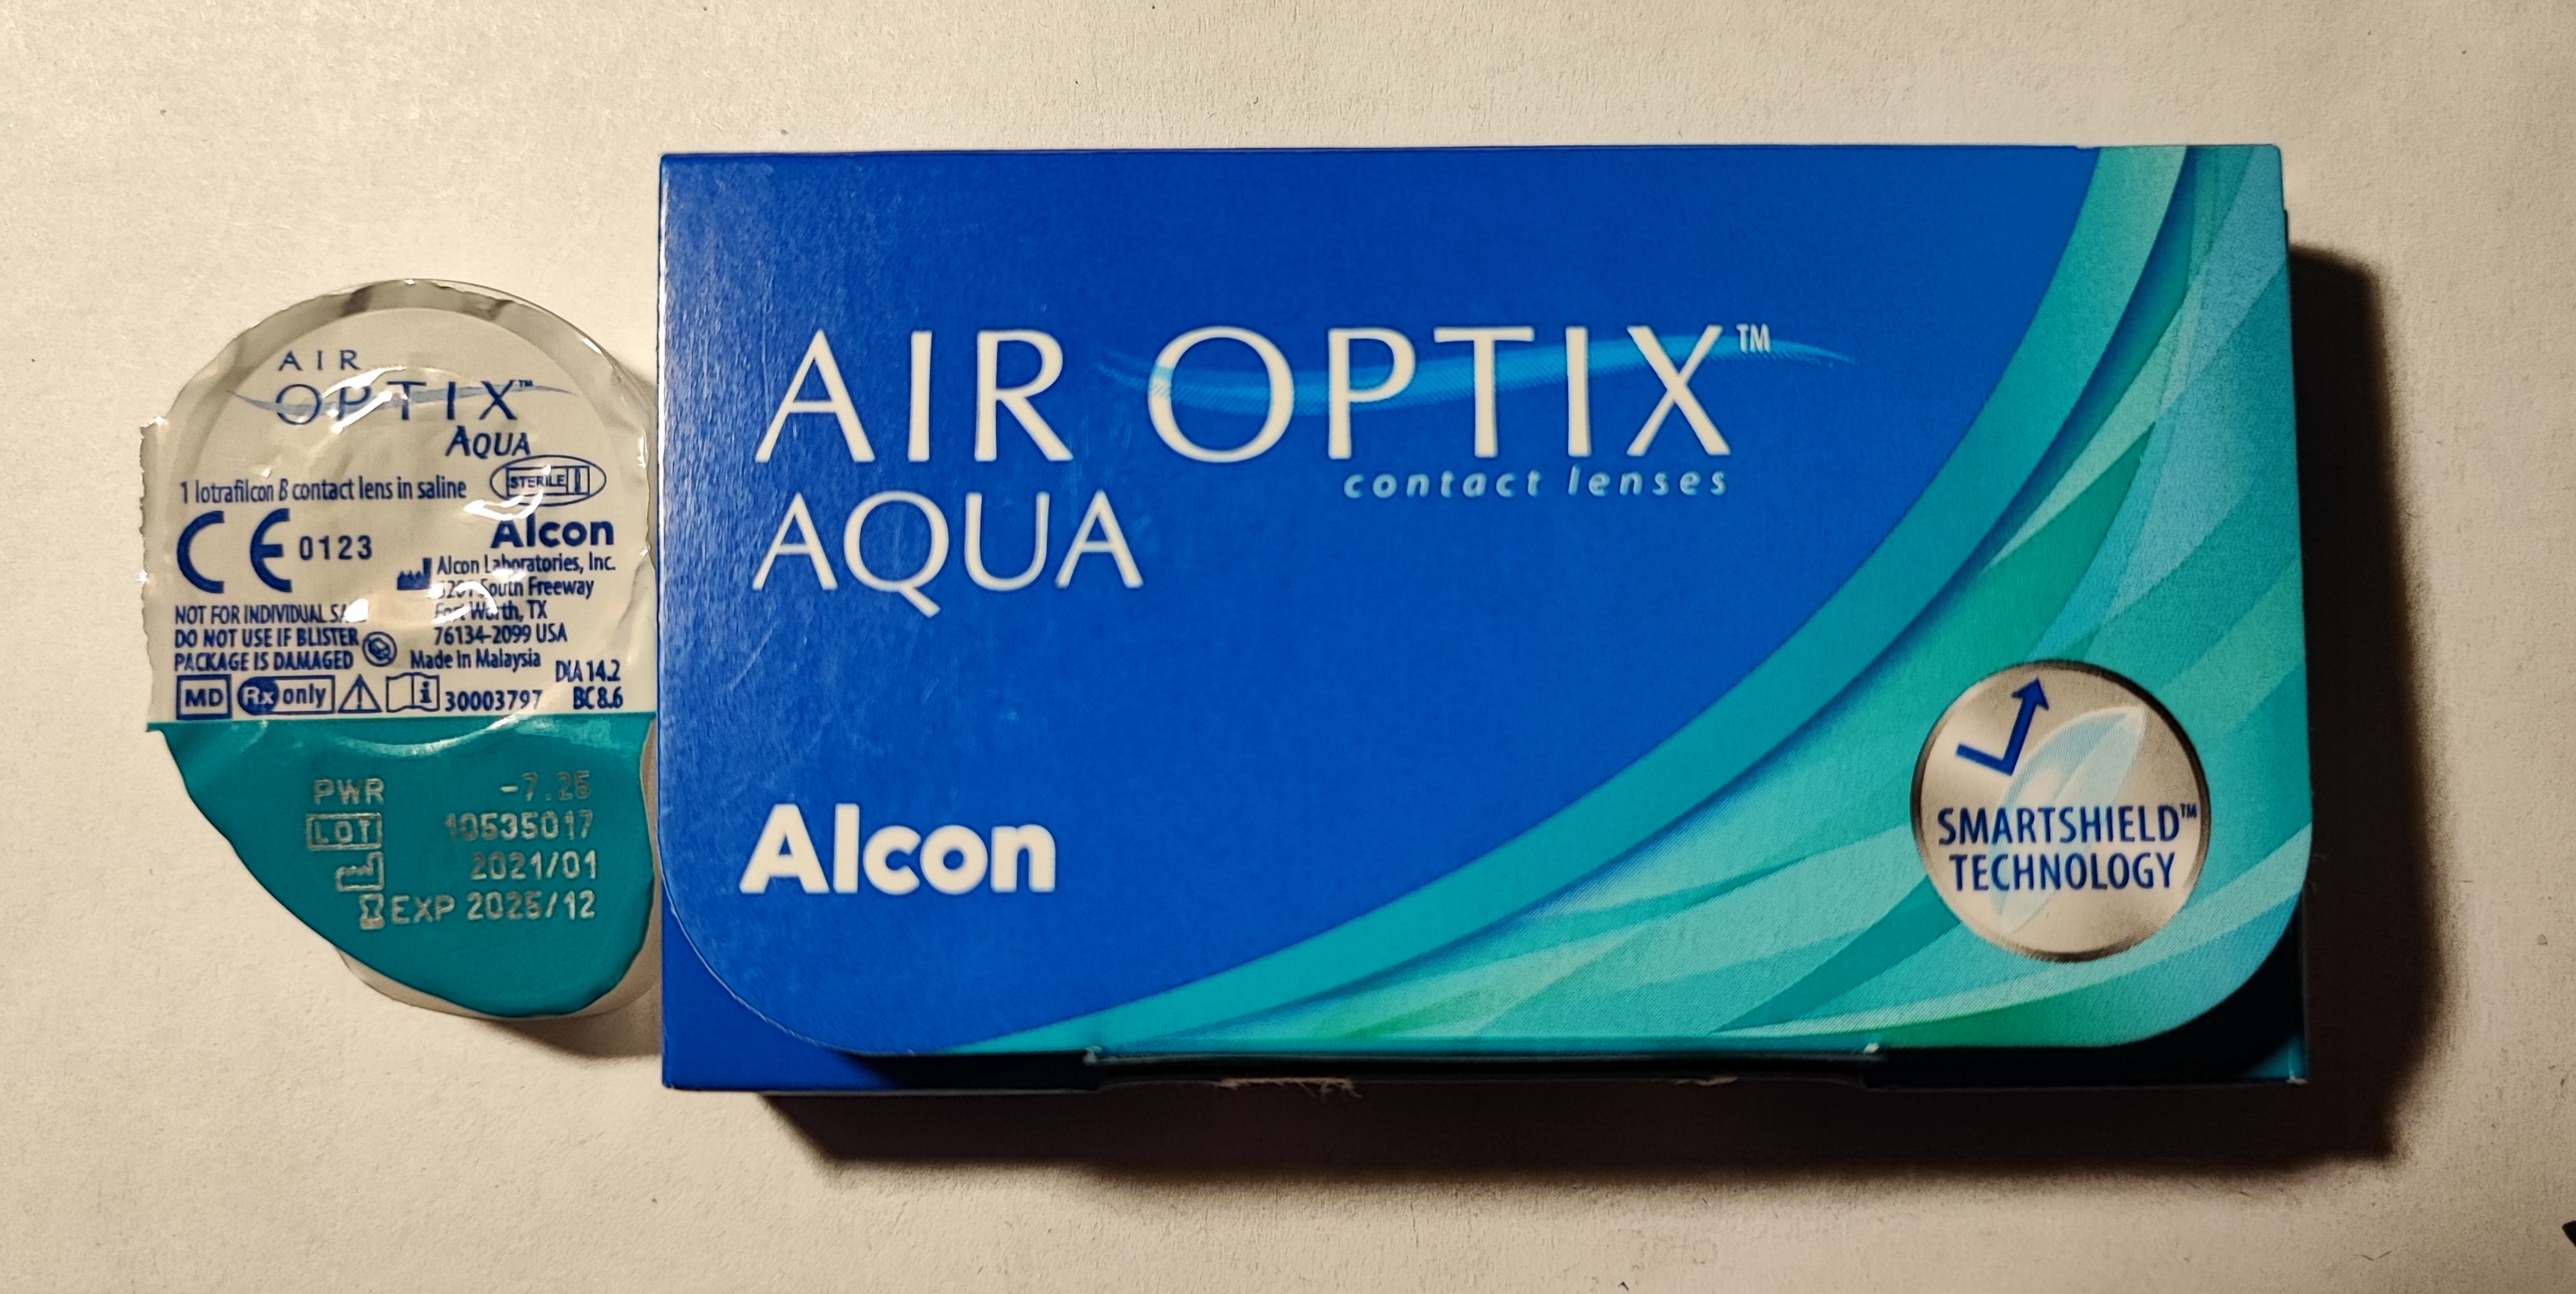 AIR
OPTIX™
AQUA
1 lotrafilcon B contact lens in saline
STERILE
CE 0123
Alcon
Alcon Laboratories, Inc.
South Freeway
Fort Worth, TX
76134-2099 USA
Made in Malaysia
NOT FOR INDIVIDUAL
DO NOT USE IF BLISTER
PACKAGE IS DAMAGED
DIA 14.2
BC 8.6
MD Rx only i 30003797
PWR -7.25
LOT 10535017
2021/01
EXP 2025/12
AIR OPTIX™
contact lenses
AQUA
Alcon
SMARTSHIELD™
TECHNOLOGY